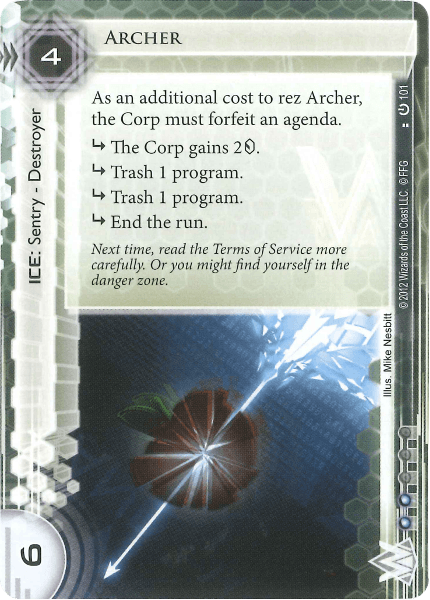 4
ARCHER
ICE: Sentry - Destroyer
As an additional cost to rez Archer,
the Corp must forfeit an agenda.
↳ The Corp gains 2.
↳ Trash 1 program.
↳ Trash 1 program.
↳ End the run.
Next time, read the Terms of Service more
carefully. Or you might find yourself in the
danger zone.
101
© 2012 Wizards of the Coast LLC. © FFG
Illus. Mike Nesbitt
6